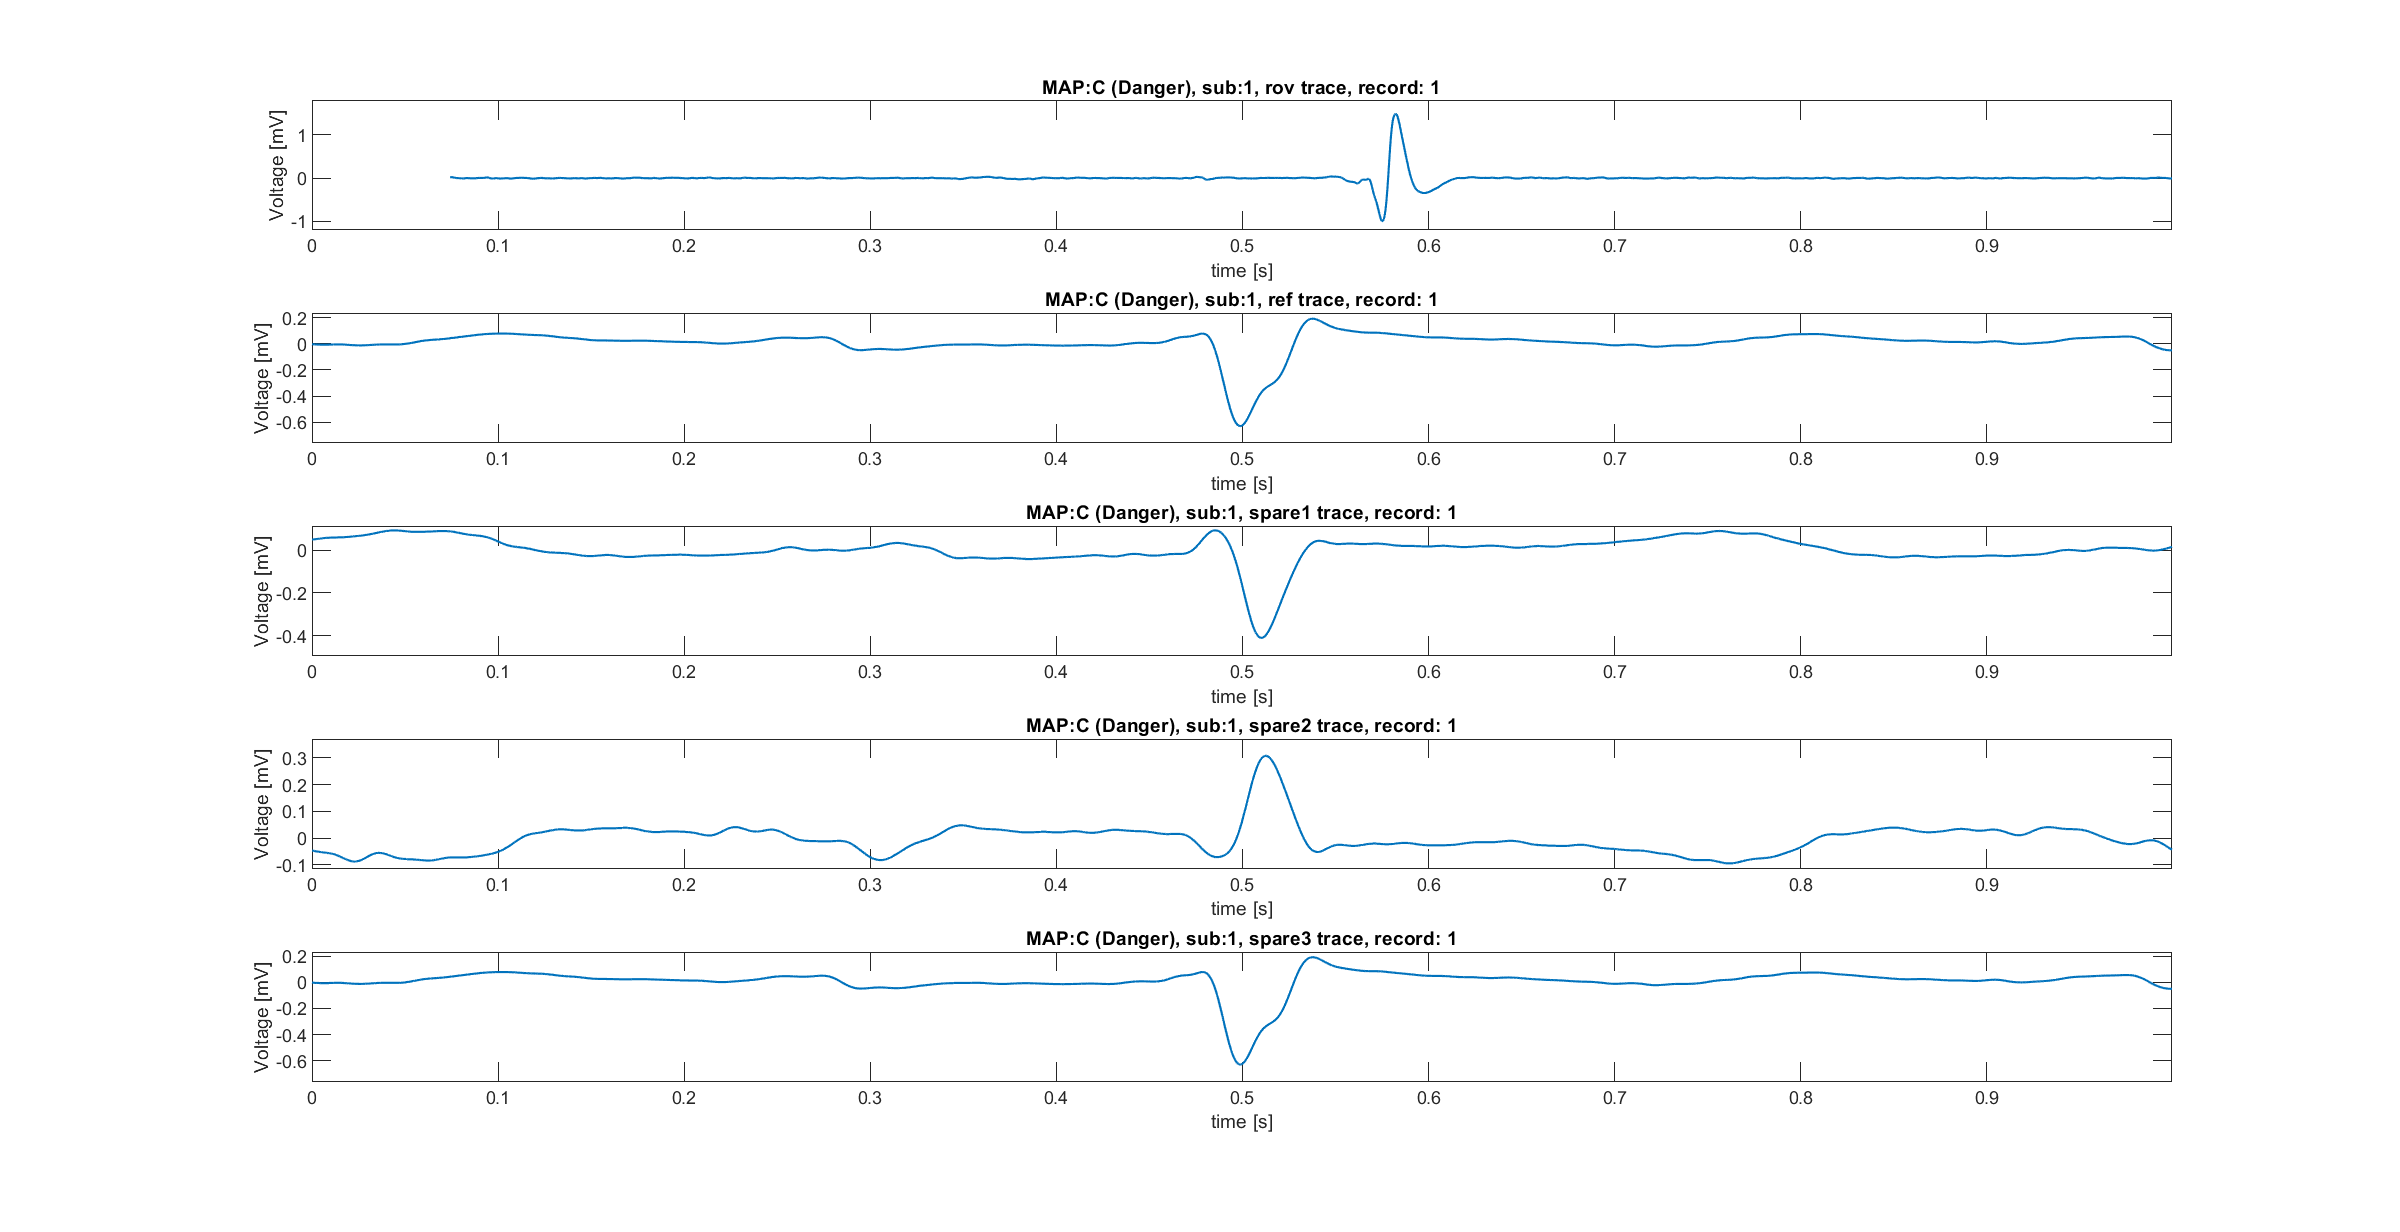 MAP:C (Danger), sub:1, rov trace, record: 1
Voltage [mV]
1
0
-1
0 0.1 0.2 0.3 0.4 0.5 0.6 0.7 0.8 0.9
time [s]
MAP:C (Danger), sub:1, ref trace, record: 1
Voltage [mV]
0.2
0
-0.2
-0.4
-0.6
0 0.1 0.2 0.3 0.4 0.5 0.6 0.7 0.8 0.9
time [s]
MAP:C (Danger), sub:1, spare1 trace, record: 1
Voltage [mV]
0
-0.2
-0.4
0 0.1 0.2 0.3 0.4 0.5 0.6 0.7 0.8 0.9
time [s]
MAP:C (Danger), sub:1, spare2 trace, record: 1
Voltage [mV]
0.3
0.2
0.1
0
-0.1
0 0.1 0.2 0.3 0.4 0.5 0.6 0.7 0.8 0.9
time [s]
MAP:C (Danger), sub:1, spare3 trace, record: 1
Voltage [mV]
0.2
0
-0.2
-0.4
-0.6
0 0.1 0.2 0.3 0.4 0.5 0.6 0.7 0.8 0.9
time [s]